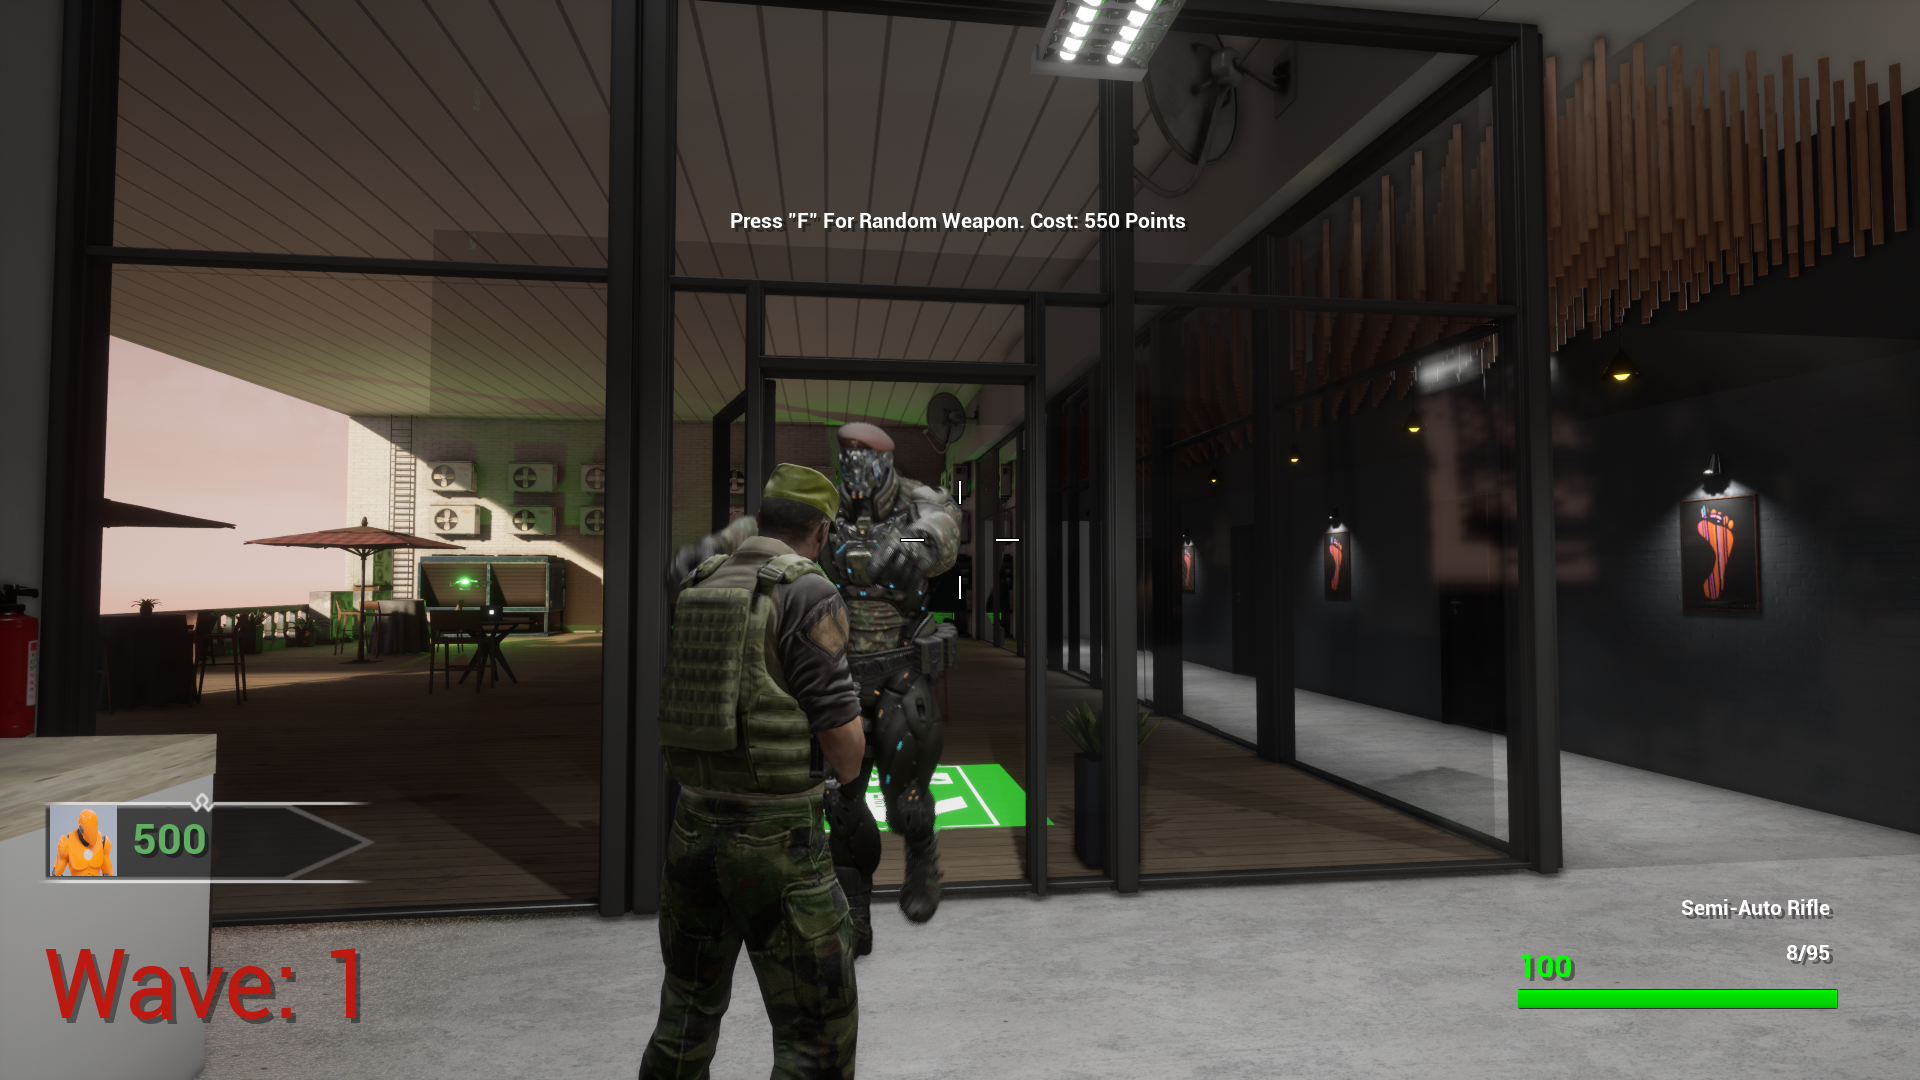 Press "F" For Random Weapon. Cost: 550 Points
500
Wave: 1
Semi-Auto Rifle
8/95
100